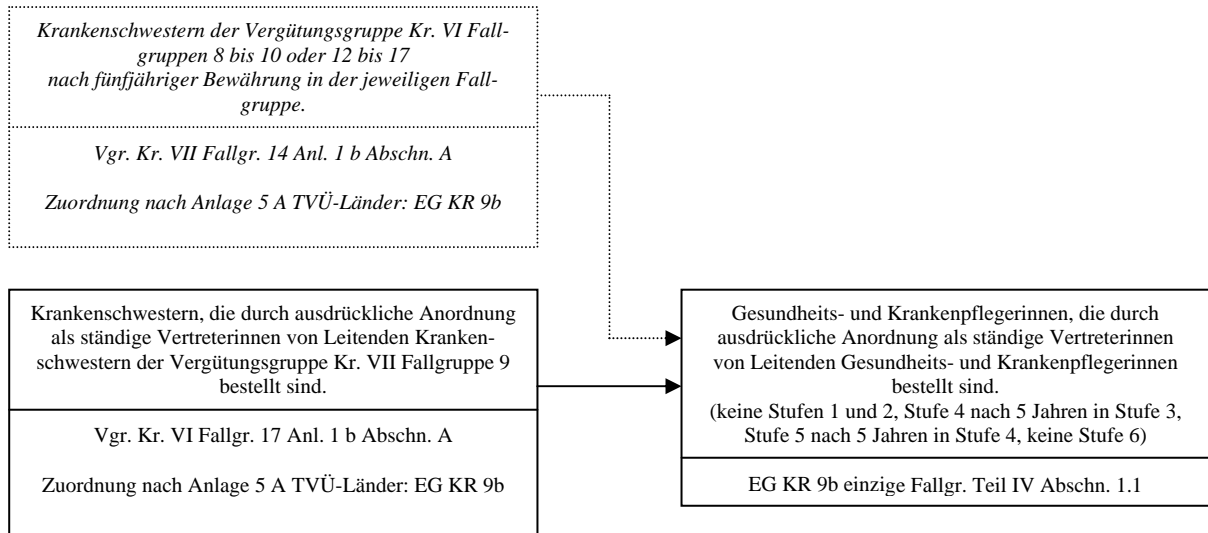 Krankenschwestern der Vergütungsgruppe Kr. VI Fall-
gruppen 8 bis 10 oder 12 bis 17
nach fünfjähriger Bewährung in der jeweiligen Fall-
gruppe.
Vgr. Kr. VII Fallgr. 14 Anl. 1 b Abschn. A
Zuordnung nach Anlage 5 A TVÜ-Länder: EG KR 9b
Krankenschwestern, die durch ausdrückliche Anordnung
als ständige Vertreterinnen von Leitenden Kranken-
schwestern der Vergütungsgruppe Kr. VII Fallgruppe 9
bestellt sind.
Vgr. Kr. VI Fallgr. 17 Anl. 1 b Abschn. A
Zuordnung nach Anlage 5 A TVÜ-Länder: EG KR 9b
Gesundheits- und Krankenpflegerinnen, die durch
ausdrückliche Anordnung als ständige Vertreterinnen
von Leitenden Gesundheits- und Krankenpflegerinnen
bestellt sind.
(keine Stufen 1 und 2, Stufe 4 nach 5 Jahren in Stufe 3,
Stufe 5 nach 5 Jahren in Stufe 4, keine Stufe 6)
EG KR 9b einzige Fallgr. Teil IV Abschn. 1.1